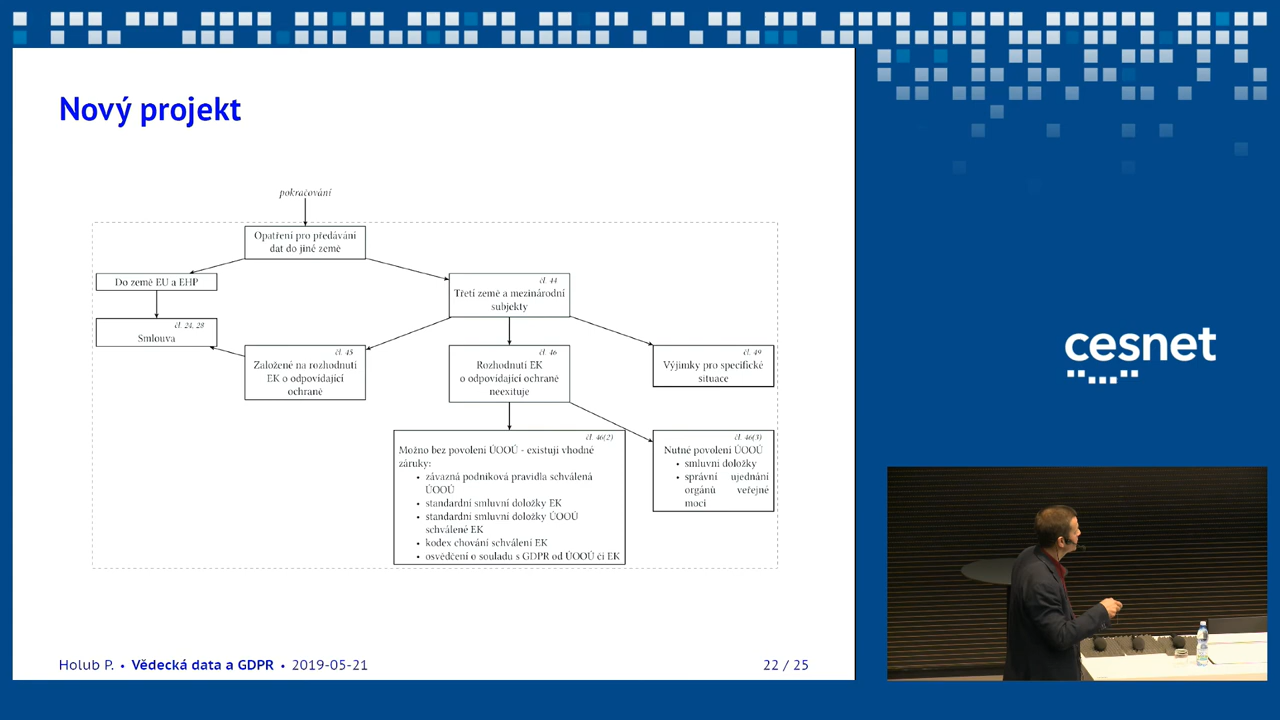 Nový projekt
pokračování
Opatření pro předávání
dat do jiné země
Do země EU a EHP
čl. 44
Třetí země a mezinárodní
subjekty
čl. 24, 28
Smlouva
čl. 45
Založené na rozhodnutí
EK o odpovídající
ochraně
čl. 46
Rozhodnutí EK
o odpovídající ochraně
neexituje
čl. 49
Výjimky pro specifické
situace
čl. 46(2)
Možno bez povolení ÚOOÚ - existují vhodné
záruky:
• závazná podniková pravidla schválená
ÚOOÚ
• standardní smluvní doložky EK
• standardní smluvní doložky ÚOOÚ
schválené EK
• kodex chování schválení EK
• osvědčení o souladu s GDPR od ÚOOÚ či EK
čl. 46(3)
Nutné povolení ÚOOÚ
• smluvní doložky
• správní ujednání
orgánů veřejné
moci
Holub P. • Vědecká data a GDPR • 2019-05-21
22 / 25
cesnet